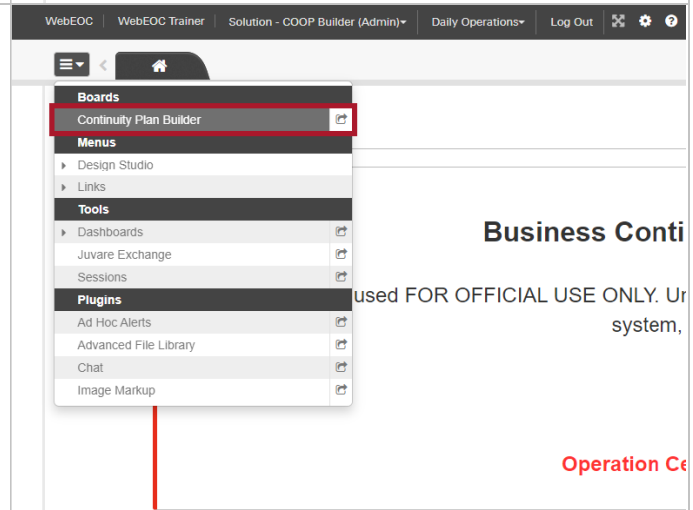 WebEOC WebEOC Trainer Solution - COOP Builder (Admin) Daily Operations Log Out
Boards
Continuity Plan Builder
Menus
Design Studio
Links
Tools
Dashboards
Juvare Exchange
Sessions
Plugins
Ad Hoc Alerts
Advanced File Library
Chat
Image Markup
Business Conti
used FOR OFFICIAL USE ONLY. Un
system,
Operation Ce